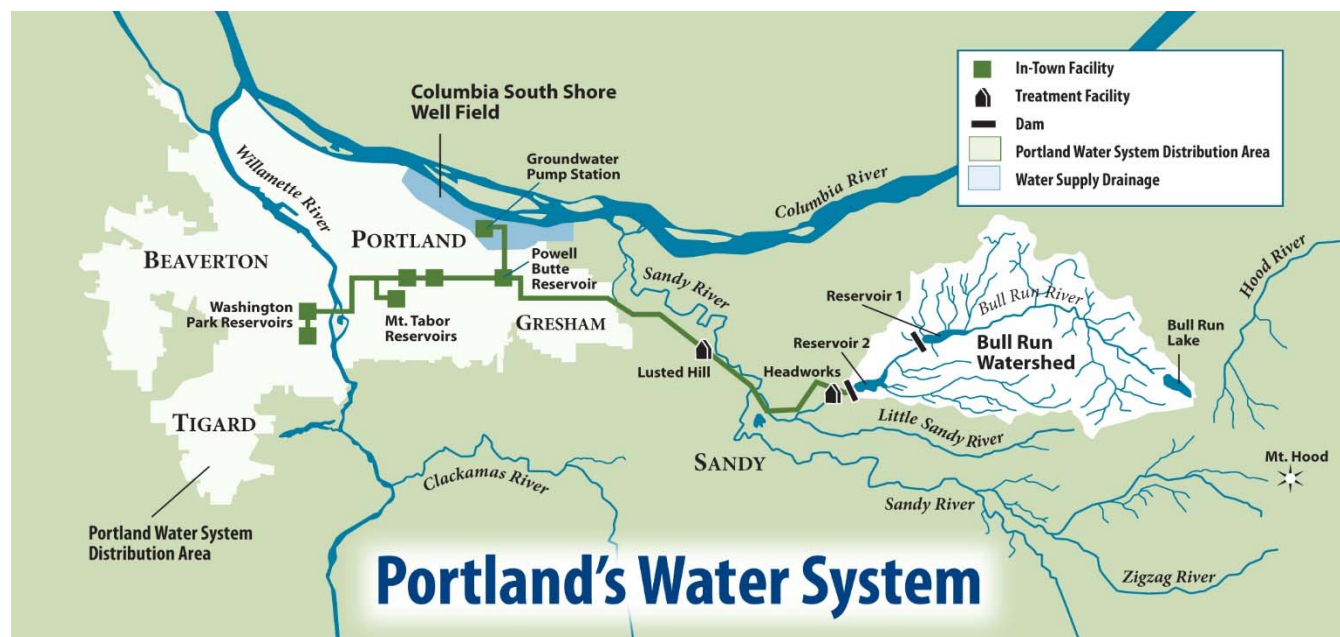 In-Town Facility
Treatment Facility
Dam
Portland Water System Distribution Area
Water Supply Drainage
Columbia South Shore
Well Field
Groundwater
Pump Station
Willamette River
Columbia River
Hood River
PORTLAND
BEAVERTON
Powell
Butte
Reservoir
Sandy River
Reservoir 1
Bull Run River
Washington
Park Reservoirs
Mt. Tabor
Reservoirs
GRESHAM
Bull Run
Lake
Bull Run
Watershed
Reservoir 2
Lusted Hill
Headworks
TIGARD
Little Sandy River
SANDY
Mt. Hood
Clackamas River
Sandy River
Portland Water System
Distribution Area
Zigzag River
Portland's Water System